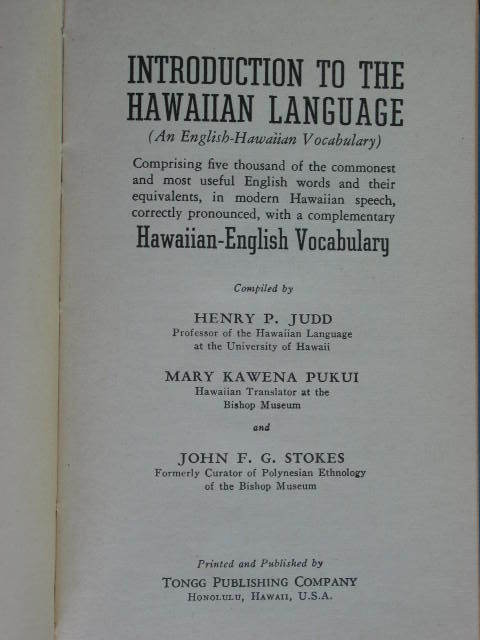 INTRODUCTION TO THE
HAWAIIAN LANGUAGE
(An English-Hawaiian Vocabulary)
Comprising five thousand of the commonest
and most useful English words and their
equivalents, in modern Hawaiian speech,
correctly pronounced, with a complementary
Hawaiian-English Vocabulary
Compiled by
HENRY P. JUDD
Professor of the Hawaiian Language
at the University of Hawaii
MARY KAWENA PUKUI
Hawaiian Translator at the
Bishop Museum
and
JOHN F. G. STOKES
Formerly Curator of Polynesian Ethnology
of the Bishop Museum
Printed and Published by
TONGG PUBLISHING COMPANY
HONOLULU, HAWAII, U.S.A.